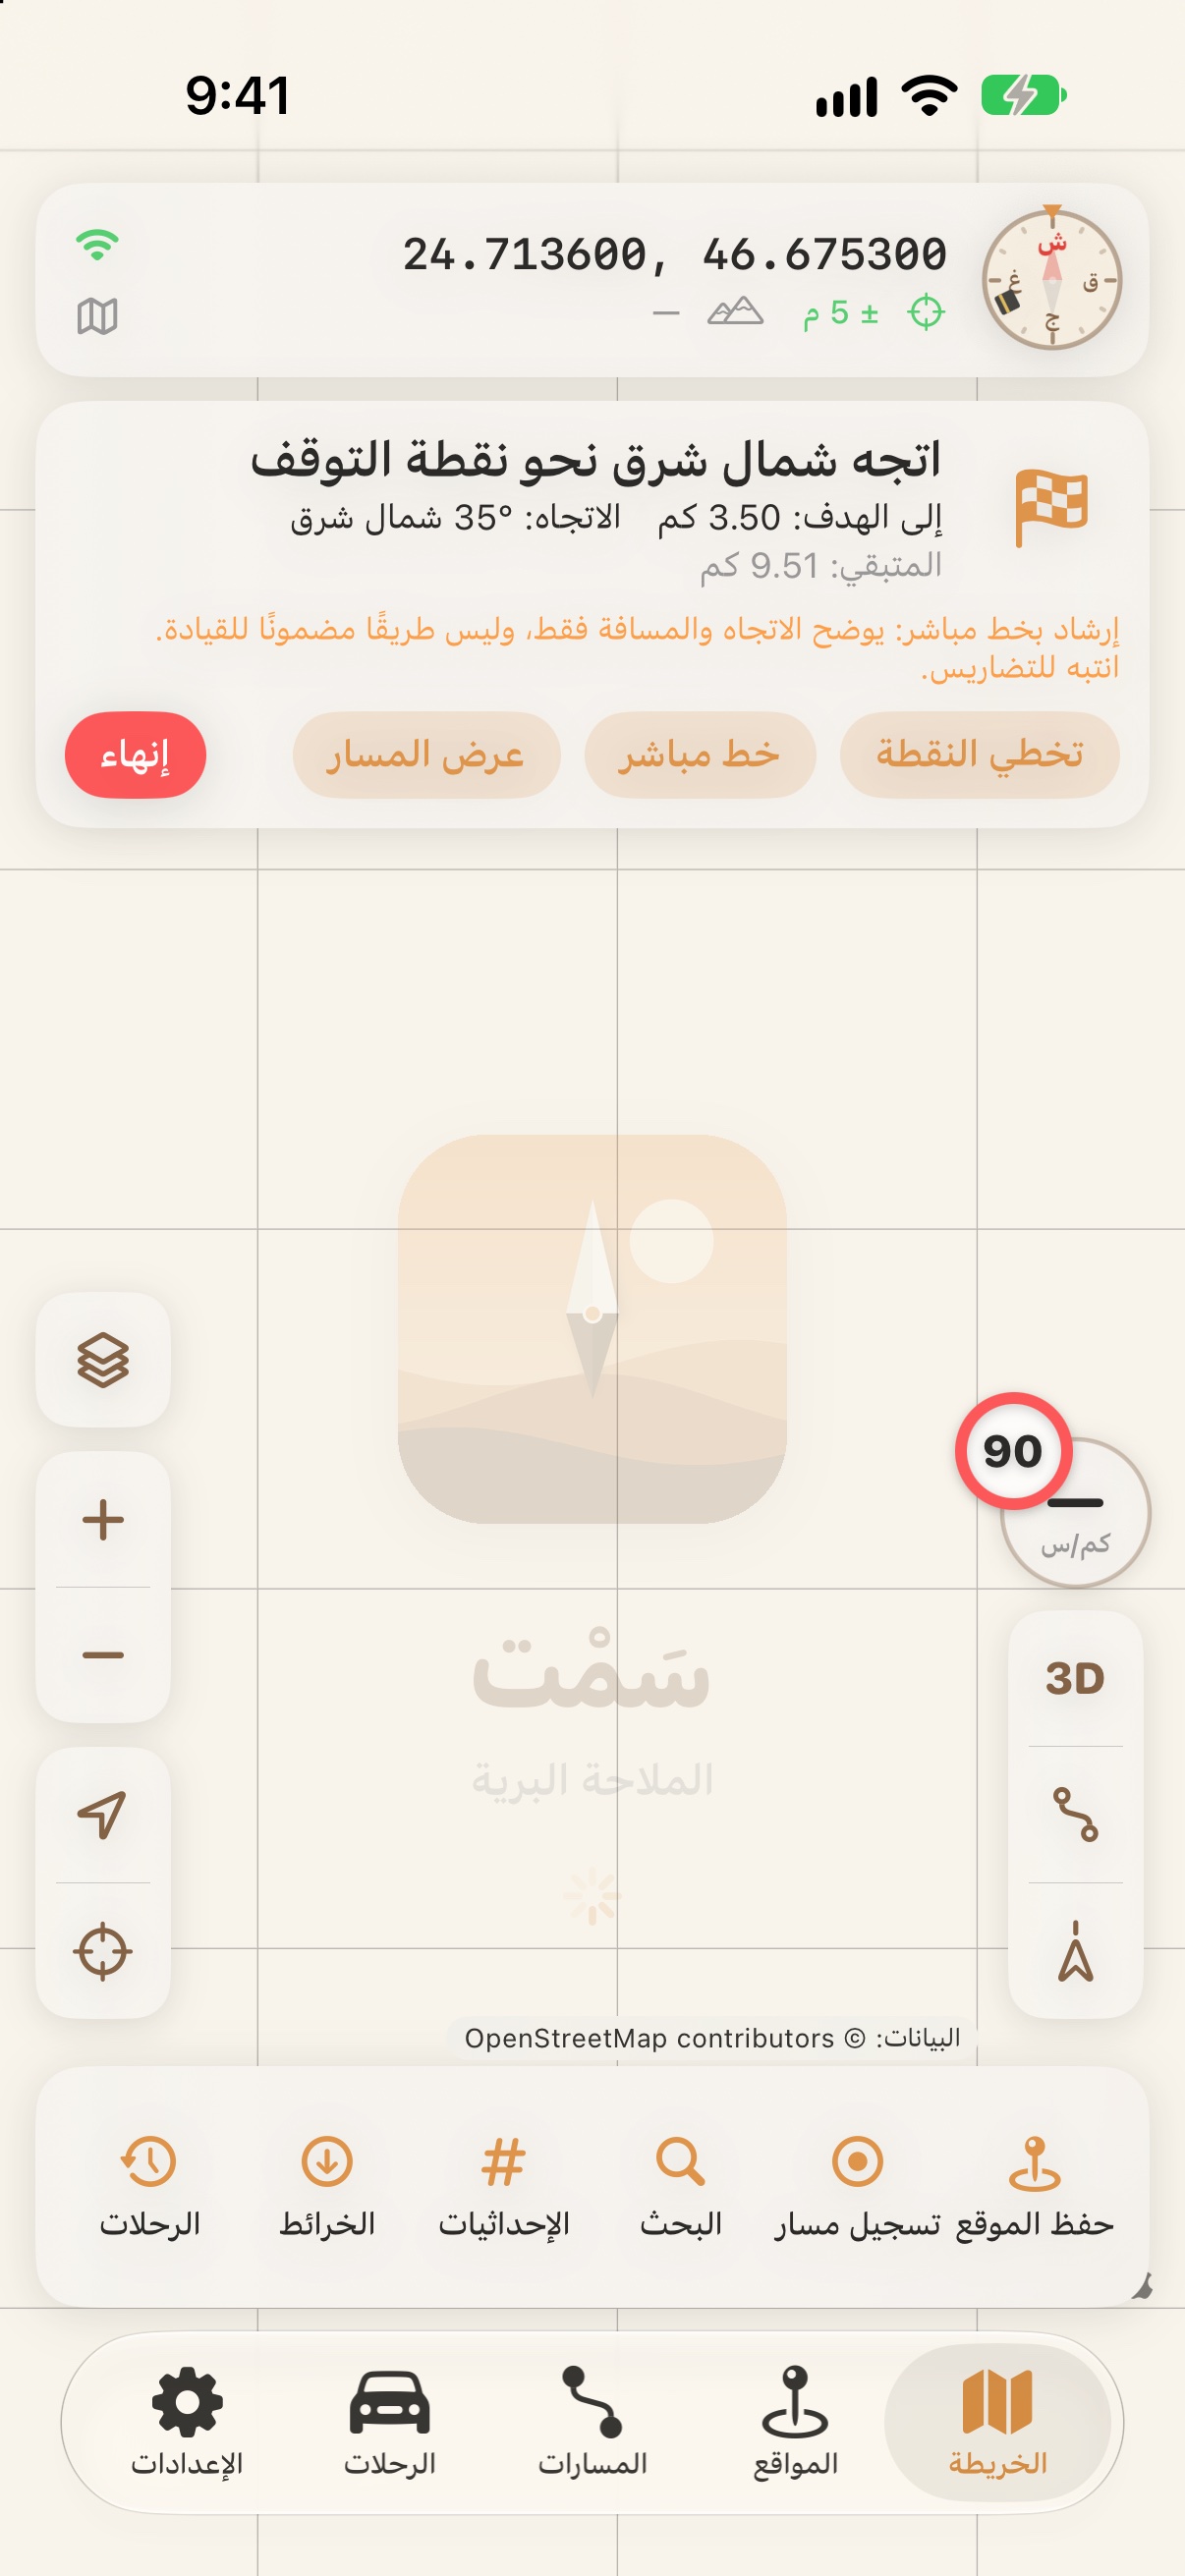 9:41
ش
ق
غ
ج
24.713600, 46.675300
± 5 م
—
اتجه شمال شرق نحو نقطة التوقف
إلى الهدف: 3.50 كم الاتجاه: 35° شمال شرق
المتبقي: 9.51 كم
إرشاد بخط مباشر: يوضح الاتجاه والمسافة فقط، وليس طريقًا مضمونًا للقيادة.
انتبه للتضاريس.
تخطي النقطة
خط مباشر
عرض المسار
إنهاء
90
—
كم/س
سَمْت
3D
الملاحة البرية
البيانات: © OpenStreetMap contributors
حفظ الموقع
تسجيل مسار
البحث
الإحداثيات
الخرائط
الرحلات
الخريطة
المواقع
المسارات
الرحلات
الإعدادات